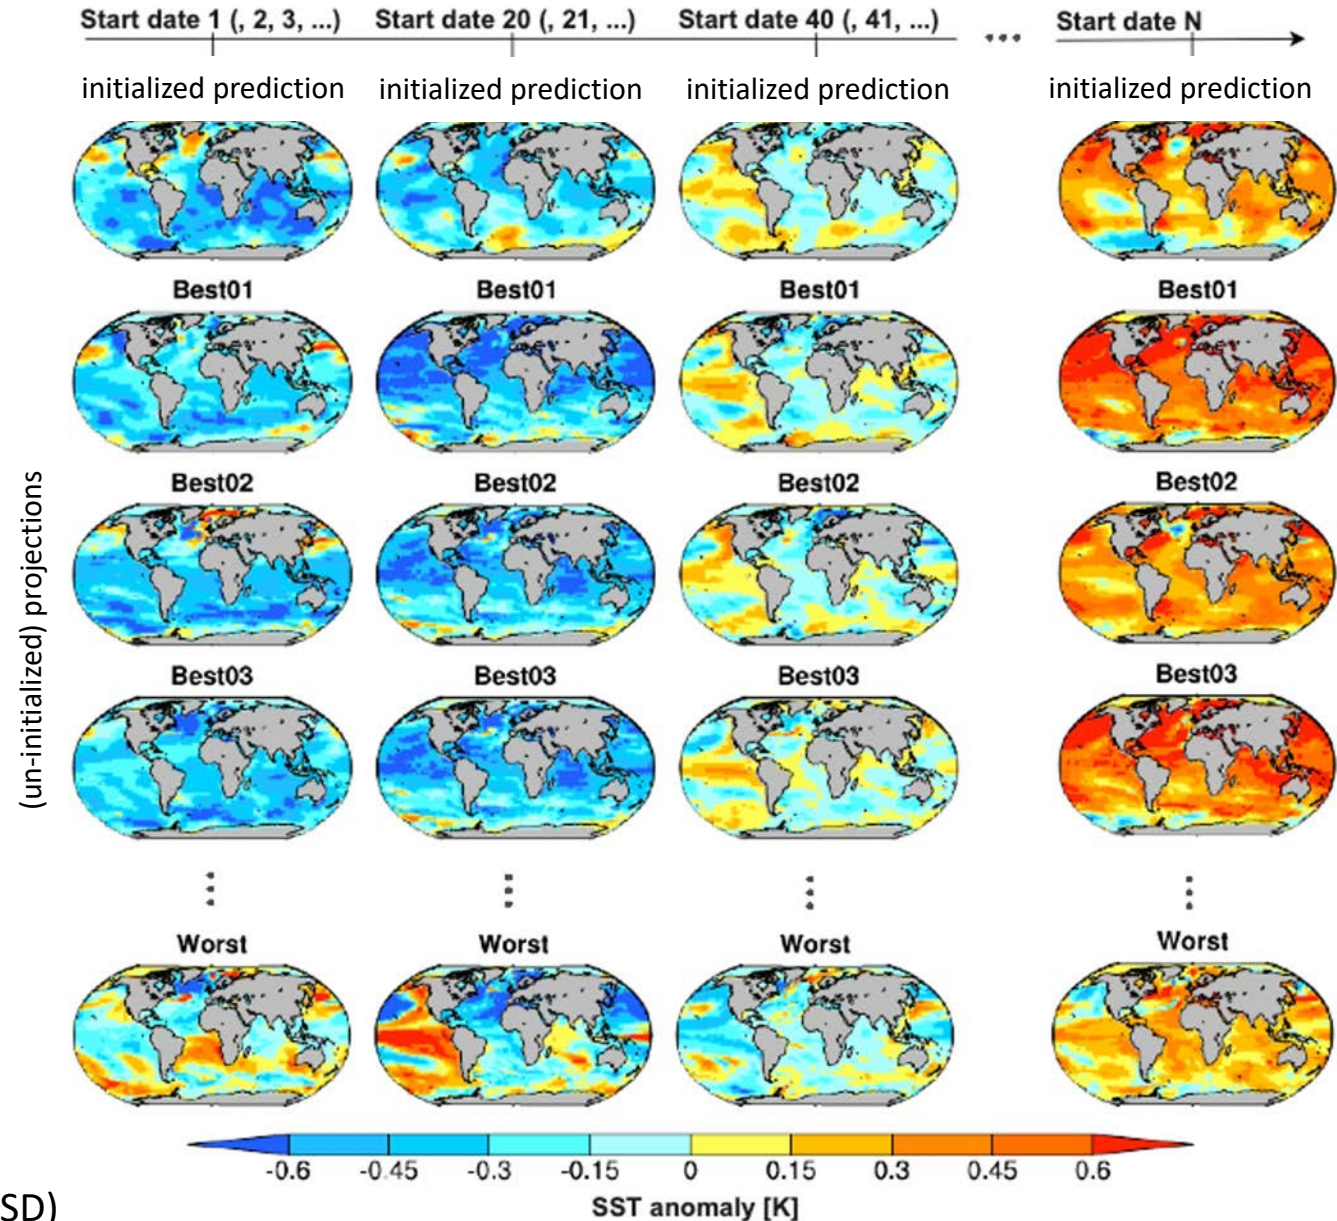 Start date 1 (, 2, 3, ...) Start date 20 (, 21, ...) Start date 40 (, 41, ...) ... Start date N
initialized prediction initialized prediction initialized prediction initialized prediction
Best01 Best01 Best01 Best01
Best02 Best02 Best02 Best02
Best03 Best03 Best03 Best03
(un-initialized) projections
Worst Worst Worst Worst
-0.6 -0.45 -0.3 -0.15 0 0.15 0.3 0.45 0.6
SST anomaly [K]
SD)